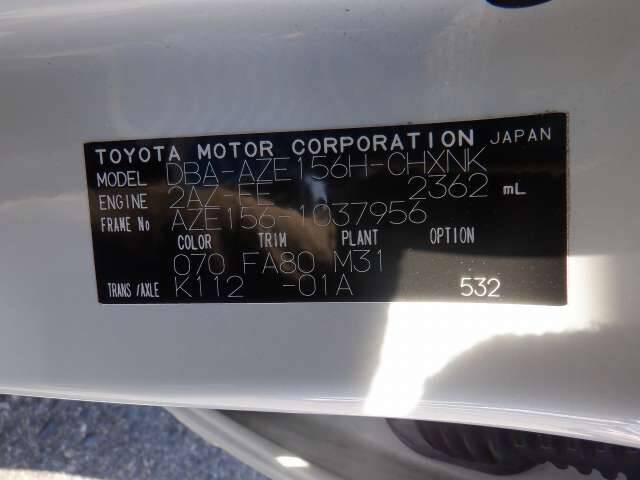 TOYOTA MOTOR CORPORATION JAPAN
MODEL DBA-AZE156H-CHXNK
ENGINE 2AZ-FE 2362 mL
FRAME No AZE156-1037956
COLOR TRIM PLANT OPTION
070 FA80 M31
TRANS/AXLE K112 -01A 532